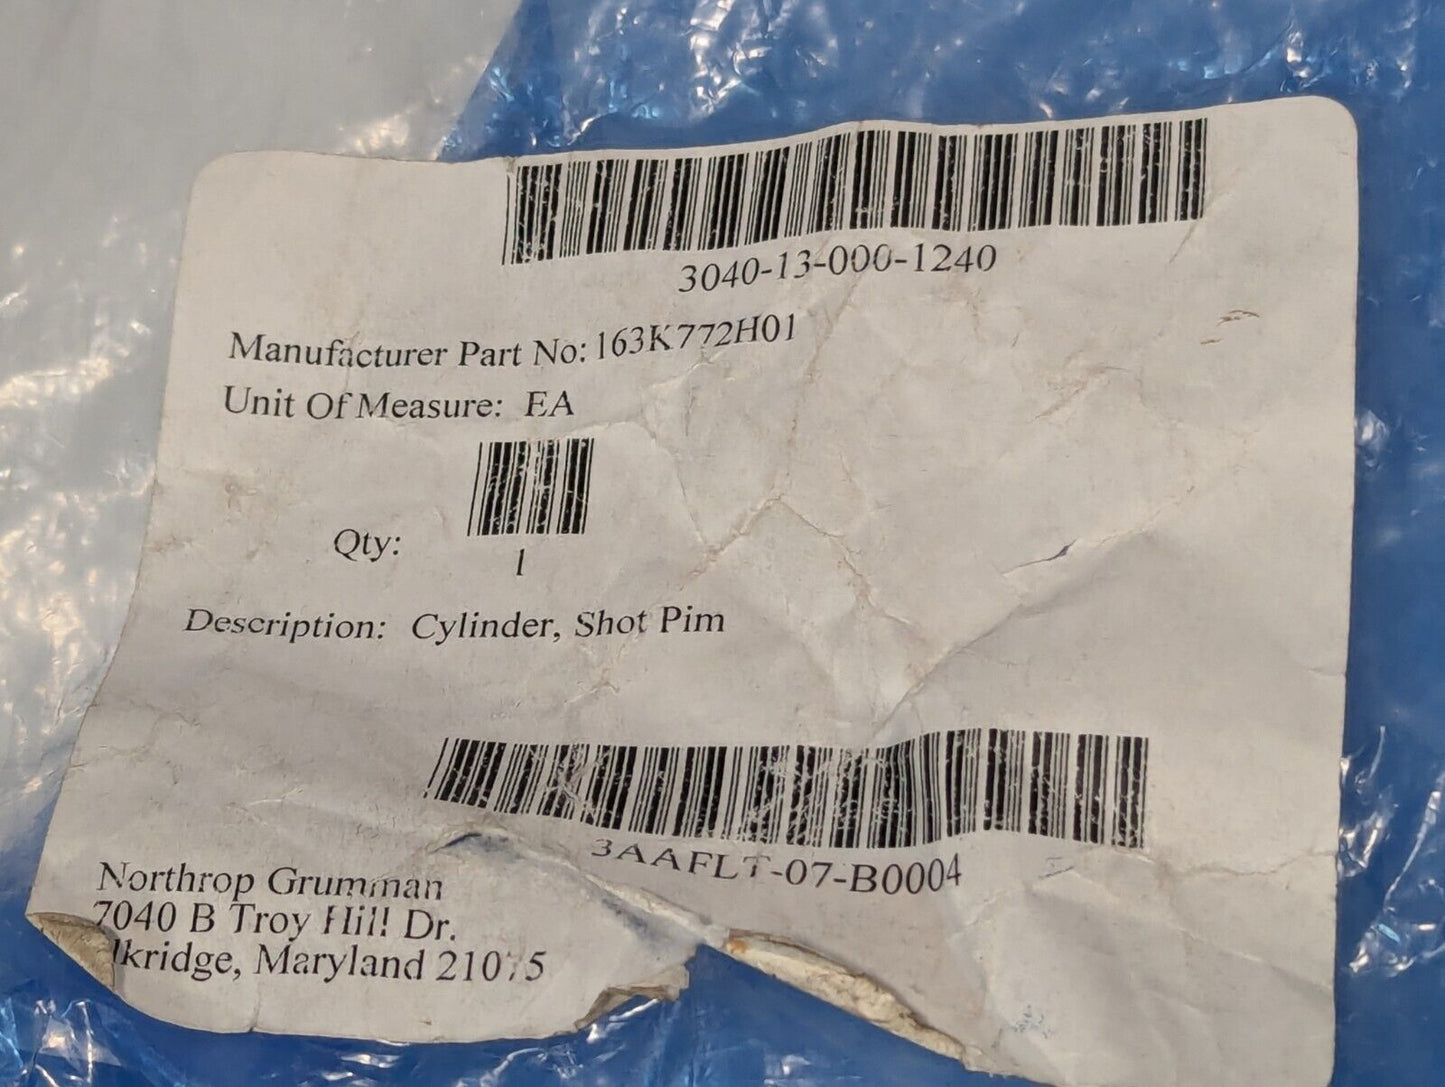 3040-13-000-1240
Manufacturer Part No: 163K772H01
Unit Of Measure: EA
Qty:
1
Description: Cylinder, Shot Pim
3AAFLT-07-B0004
Northrop Grumman
7040 B Troy Hill Dr.
lkridge, Maryland 21075